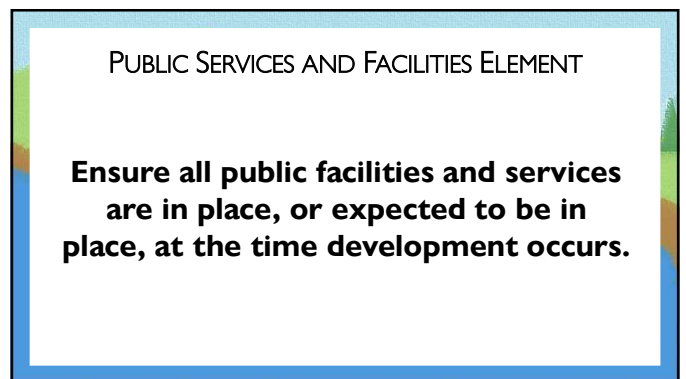 PUBLIC SERVICES AND FACILITIES ELEMENT
Ensure all public facilities and services
are in place, or expected to be in
place, at the time development occurs.